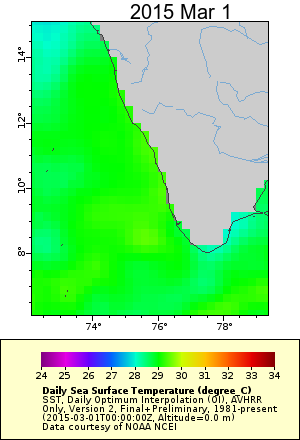 2015 Mar 1
14°
12°
10°
8°
74° 76° 78°
24 25 26 27 28 29 30 31 32 33 34
Daily Sea Surface Temperature (degree_C)
SST, Daily Optimum Interpolation (OI), AVHRR
Only, Version 2, Final+Preliminary, 1981-present
(2015-03-01T00:00:00Z, Altitude=0.0 m)
Data courtesy of NOAA NCEI